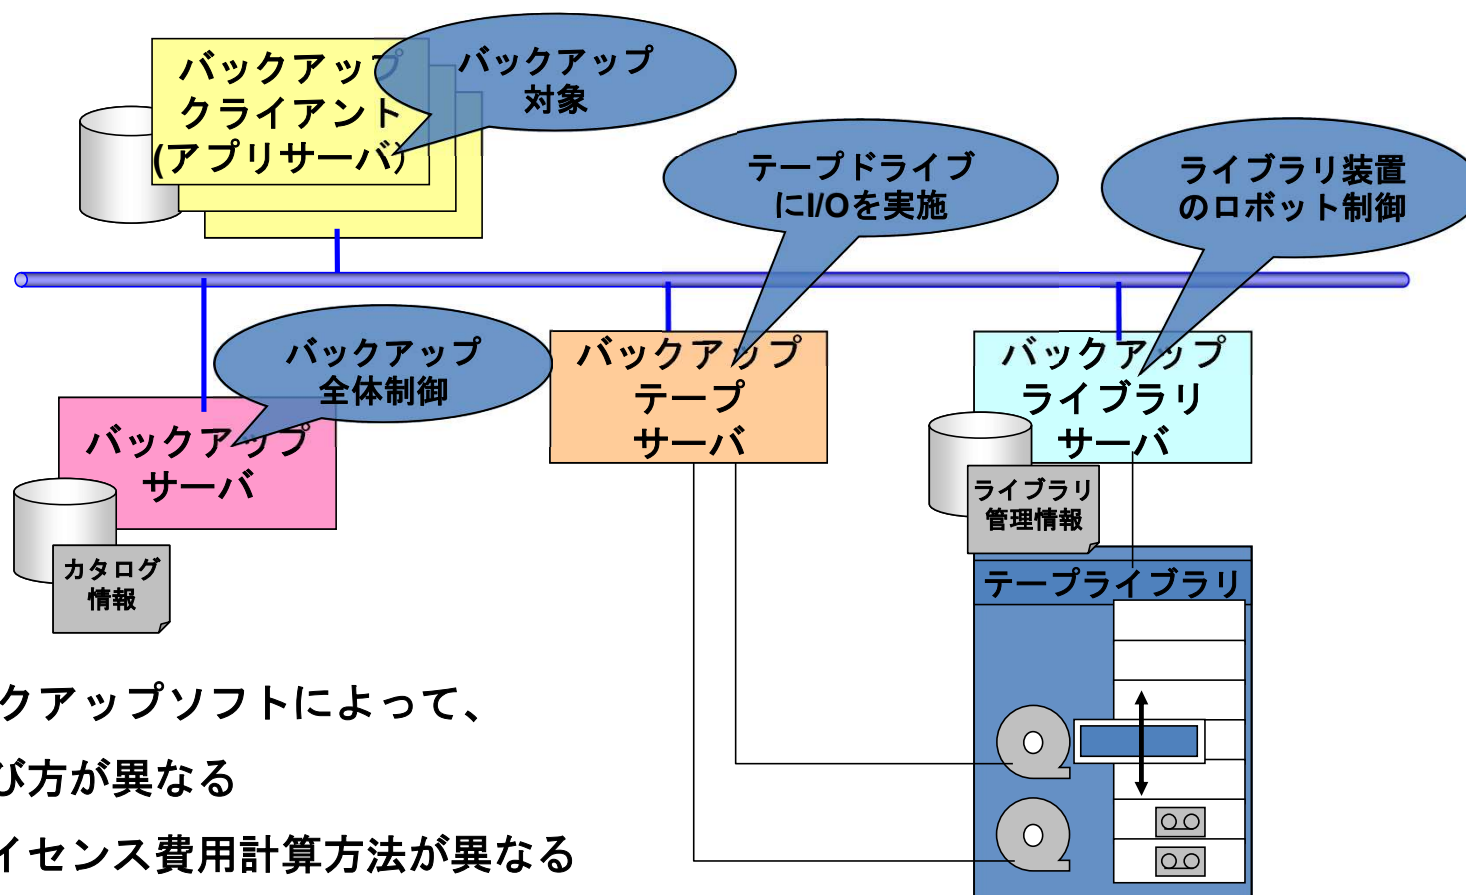 バックアップ
クライアント
(アプリサーバ)
バックアップ
対象
テープドライブ
にI/Oを実施
ライブラリ装置
のロボット制御
バックアップ
全体制御
バックアップ
サーバ
カタログ
情報
バックアップ
テープ
サーバ
バックアップ
ライブラリ
サーバ
ライブラリ
管理情報
テープライブラリ
クアップソフトによって、
び方が異なる
イセンス費用計算方法が異なる